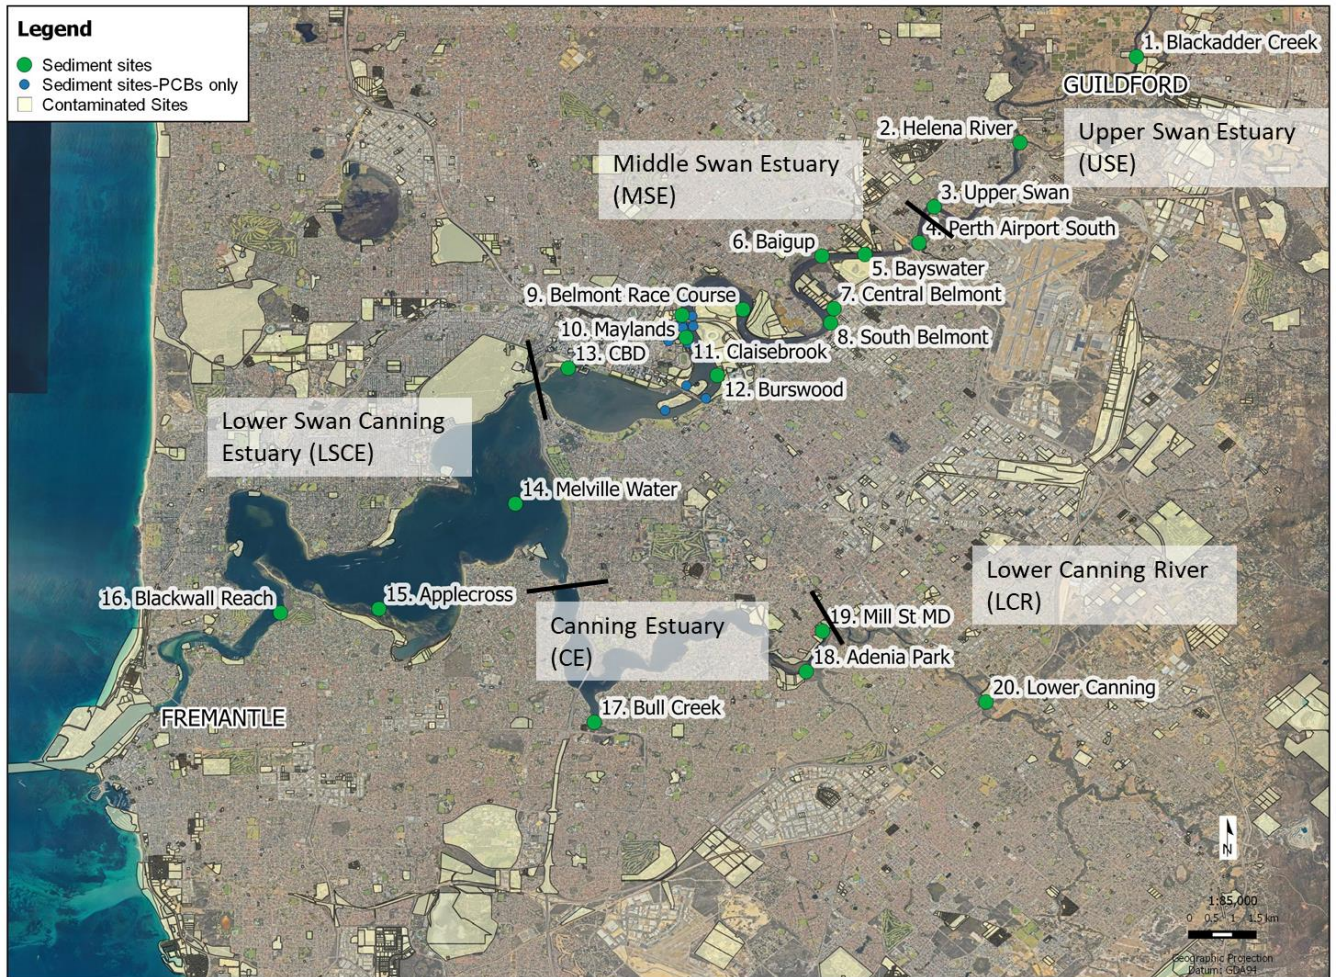 Legend
Sediment sites
Sediment sites-PCBs only
Contaminated Sites
1. Blackadder Creek
GUILDFORD
2. Helena River
Upper Swan Estuary
(USE)
Middle Swan Estuary
(MSE)
3. Upper Swan
4. Perth Airport South
6. Baigup
5. Bayswater
9. Belmont Race Course
7. Central Belmont
10. Maylands
8. South Belmont
13. CBD
11. Claisebrook
12. Burswood
Lower Swan Canning
Estuary (LSCE)
14. Melville Water
Lower Canning River
(LCR)
16. Blackwall Reach
15. Applecross
19. Mill St MD
Canning Estuary
(CE)
18. Adenia Park
20. Lower Canning
17. Bull Creek
FREMANTLE
N
1:85,000
0 0.5 1 1.5 km
Geographic Projection
Datum: GDA94